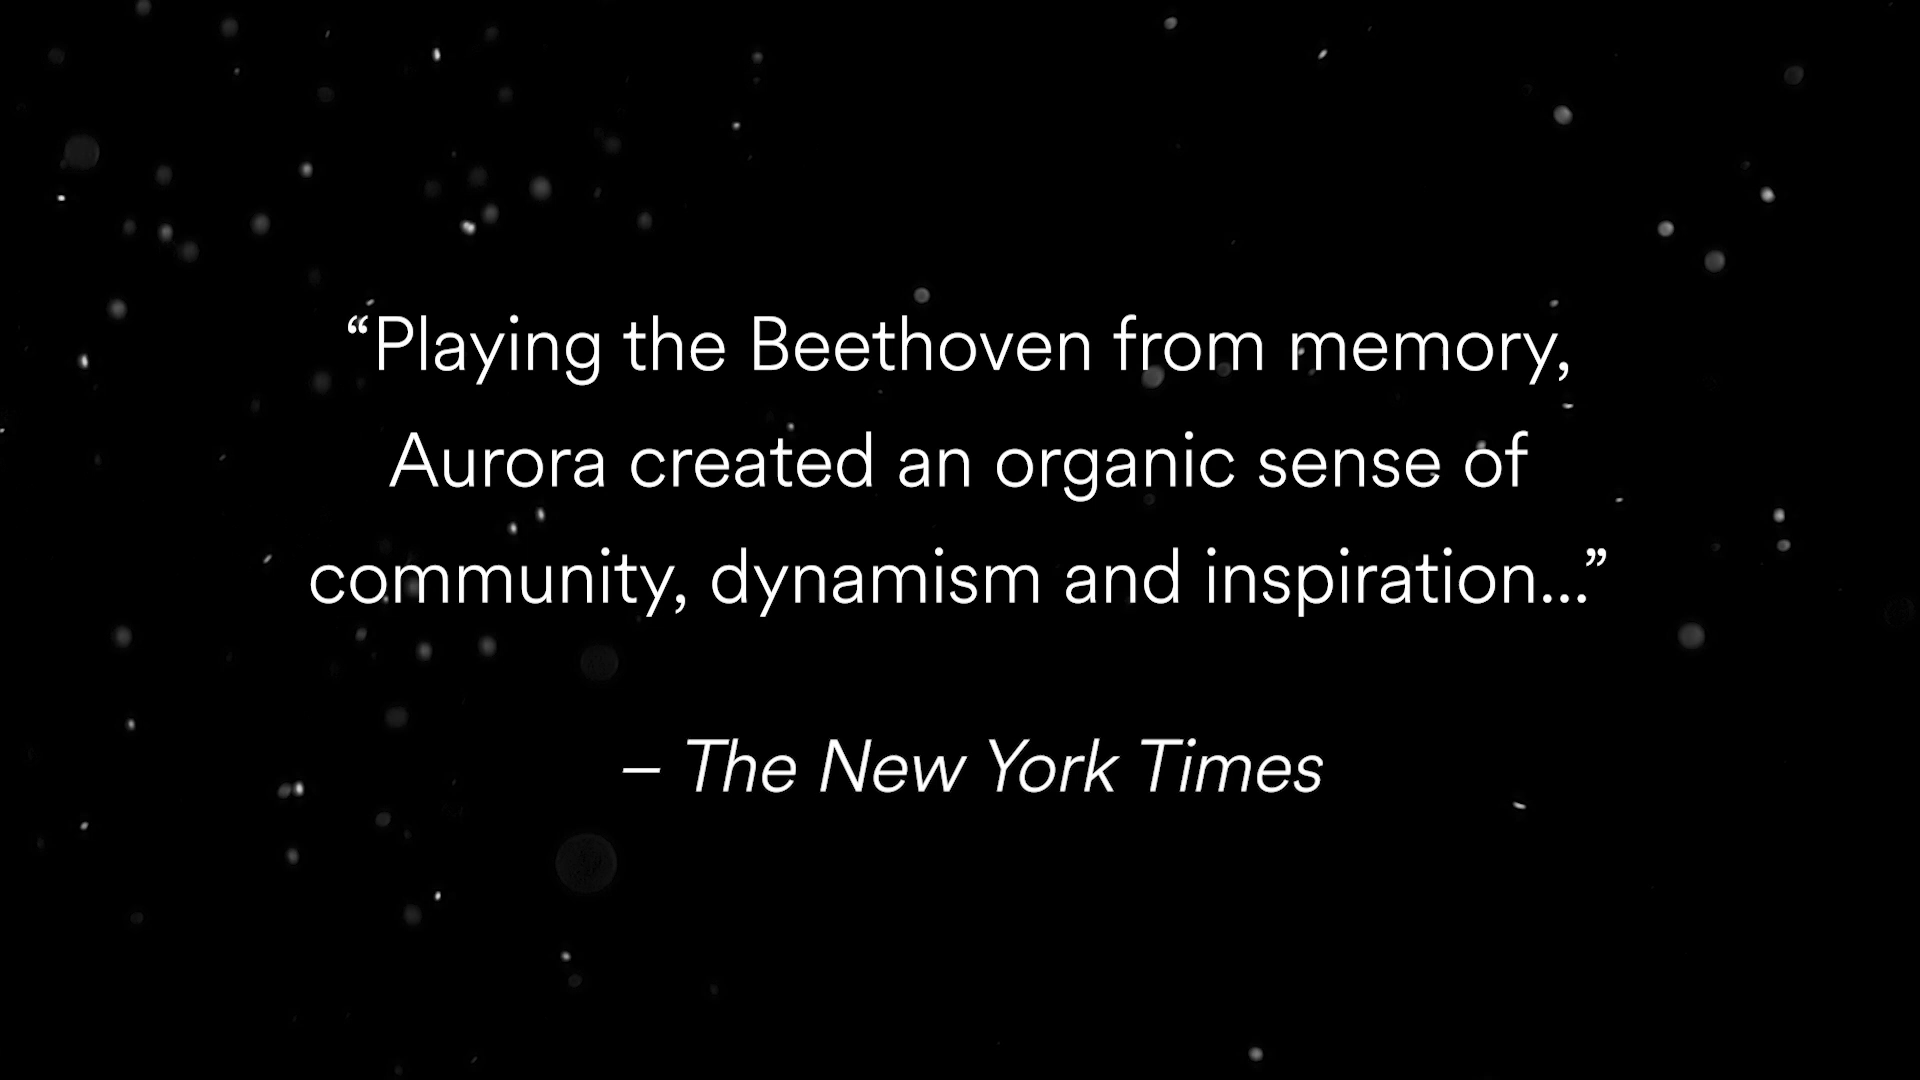 “Playing the Beethoven from memory,
Aurora created an organic sense of
community, dynamism and inspiration...”
– The New York Times